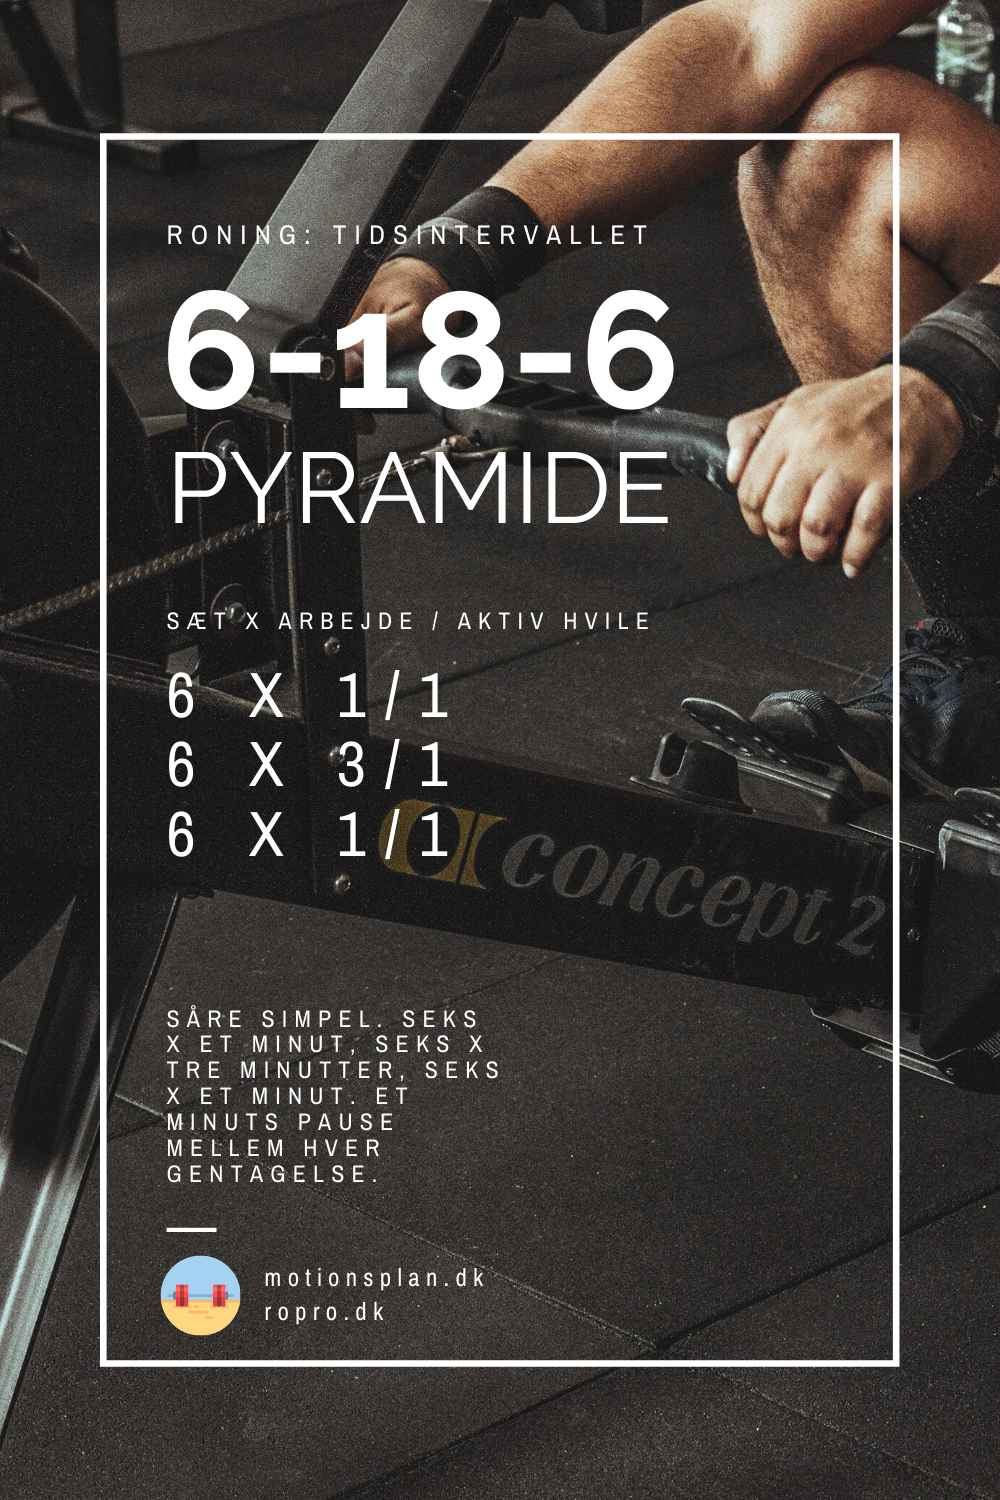 RONING: TIDSINTERVALLET
6-18-6
PYRAMIDE
SÆT X ARBEJDE / AKTIV HVILE
6 X 1/1
6 X 3/1
6 X 1/1
concept 2
SÅRE SIMPEL. SEKS
X ET MINUT, SEKS X
TRE MINUTTER, SEKS
X ET MINUT. ET
MINUTS PAUSE
MELLEM HVER
GENTAGELSE.
motionsplan.dk
ropro.dk